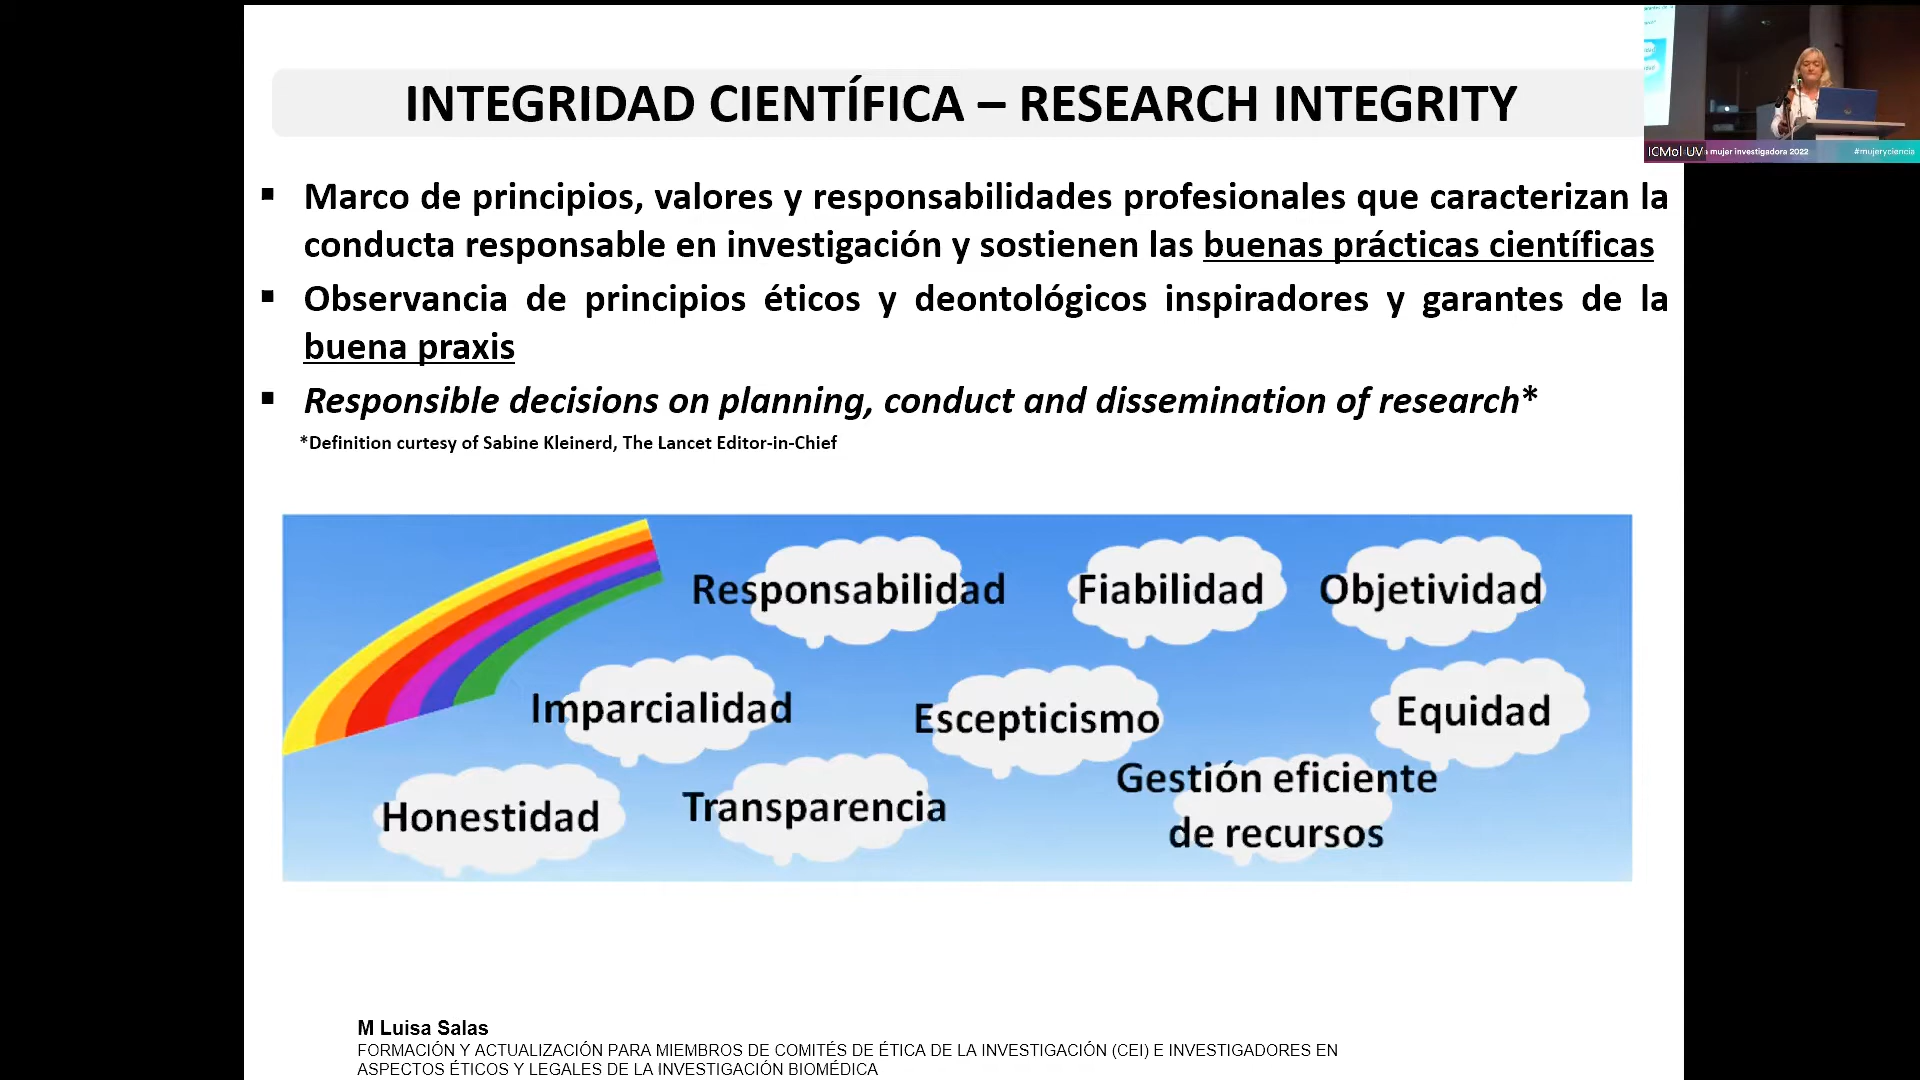 INTEGRIDAD CIENTÍFICA – RESEARCH INTEGRITY
ICMol UV
mujer investigadora 2022
#mujeryciencia
▪ Marco de principios, valores y responsabilidades profesionales que caracterizan la
conducta responsable en investigación y sostienen las buenas prácticas científicas
▪ Observancia de principios éticos y deontológicos inspiradores y garantes de la
buena praxis
▪ Responsible decisions on planning, conduct and dissemination of research*
*Definition curtesy of Sabine Kleinerd, The Lancet Editor-in-Chief
Responsabilidad
Fiabilidad
Objetividad
Imparcialidad
Escepticismo
Equidad
Honestidad
Transparencia
Gestión eficiente
de recursos
M Luisa Salas
FORMACIÓN Y ACTUALIZACIÓN PARA MIEMBROS DE COMITÉS DE ÉTICA DE LA INVESTIGACIÓN (CEI) E INVESTIGADORES EN
ASPECTOS ÉTICOS Y LEGALES DE LA INVESTIGACIÓN BIOMÉDICA